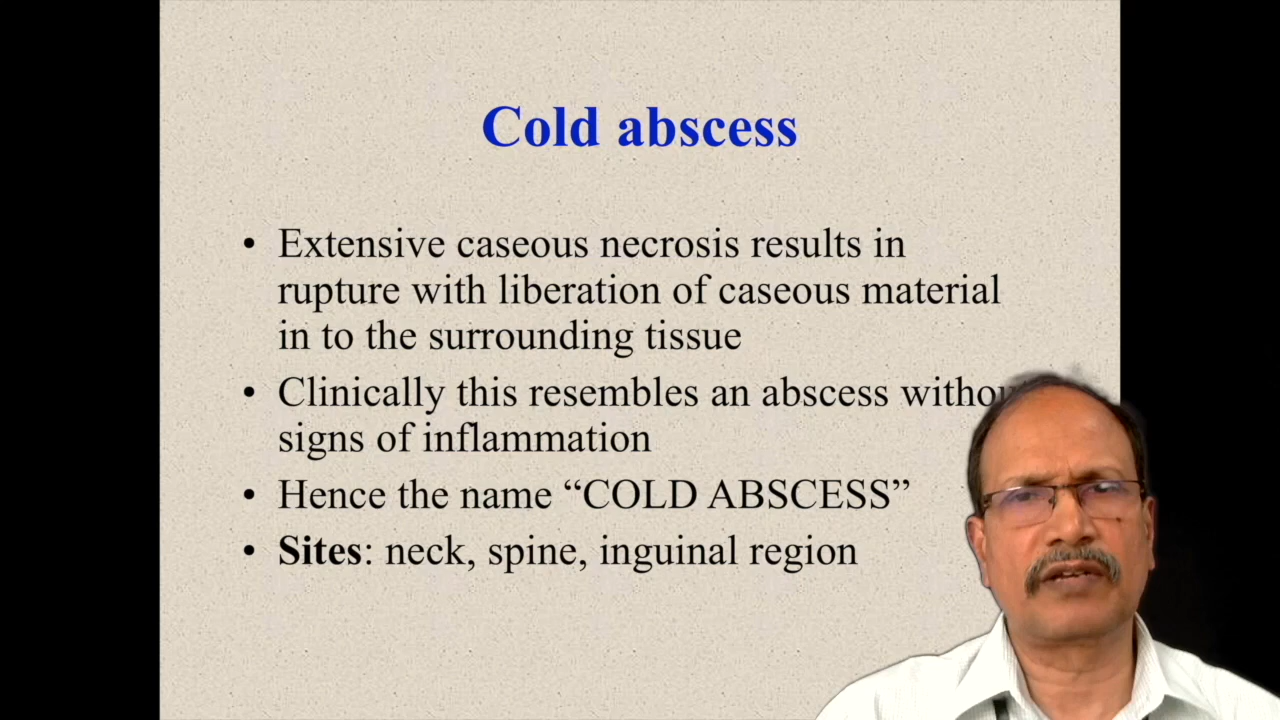 Cold abscess
• Extensive caseous necrosis results in
rupture with liberation of caseous material
in to the surrounding tissue
• Clinically this resembles an abscess
signs of inflammation
• Hence the name “COLD ABSCESS”
• Sites: neck, spine, inguinal region